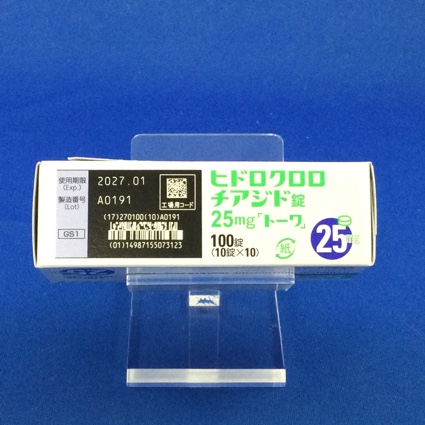 使用期限
(Exp.)
2027.01
製造番号
(Lot)
A0191
工場用コード
GS1
(17)270100(10)A0191
(01)14987155073123
ヒドロクロロ
チアジド錠
25mg「トーワ」
100錠
(10錠×10)
紙
25mg